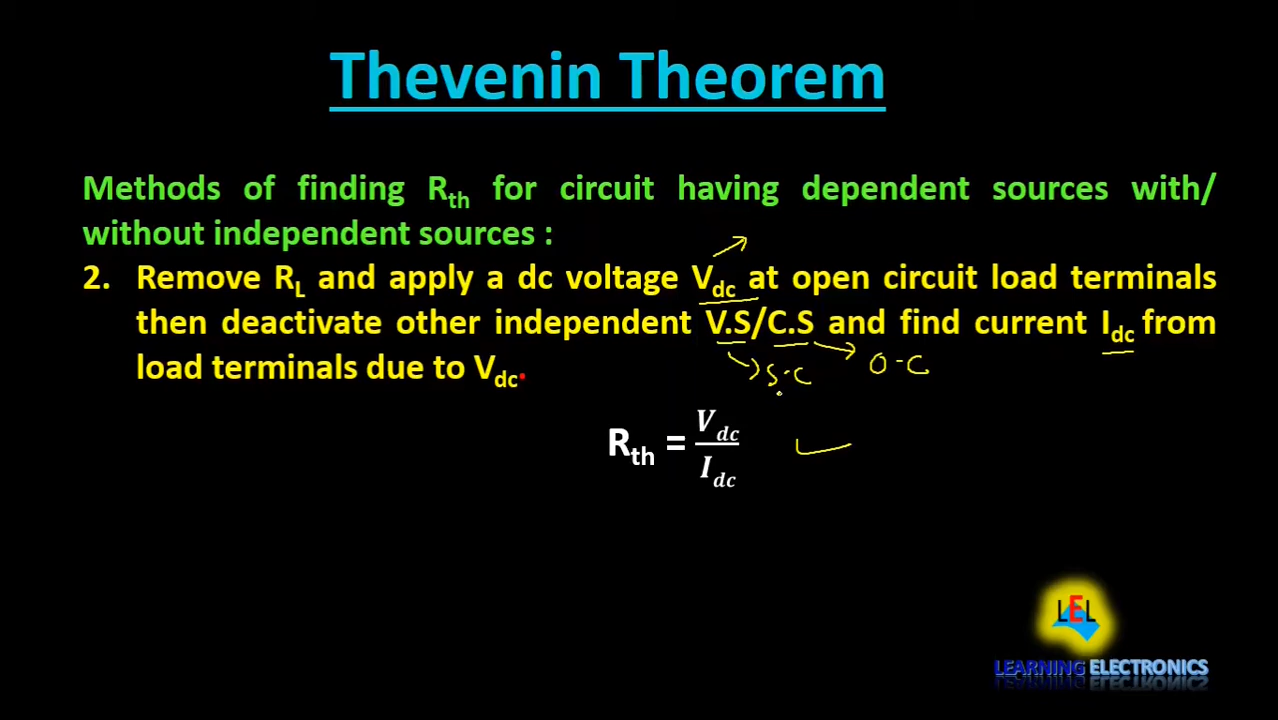 Thevenin Theorem
Methods of finding Rth for circuit having dependent sources with/
without independent sources :
2. Remove RL and apply a dc voltage Vdc at open circuit load terminals
then deactivate other independent V.S/C.S and find current Idc from
load terminals due to Vdc.
S.C O-C
Rth = Vdc/Idc
LEL
LEARNING ELECTRONICS